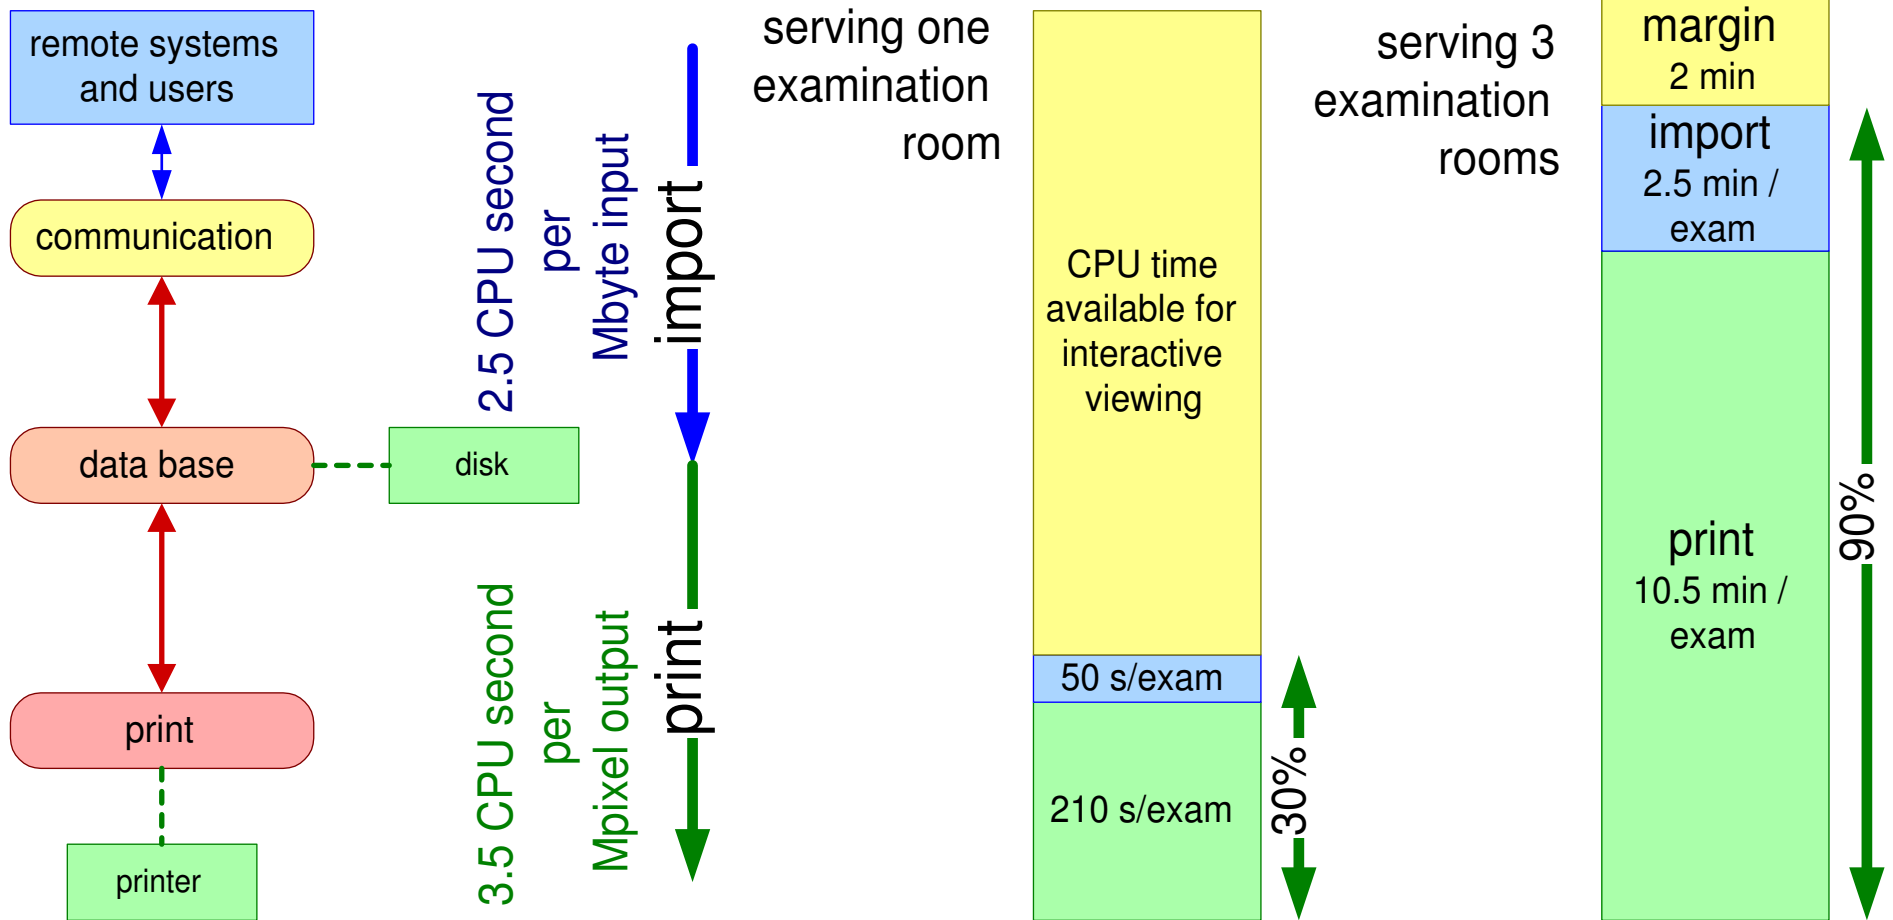 remote systems
and users
communication
data base
disk
print
printer
2.5 CPU second
per
Mbyte input
import
3.5 CPU second
per
Mpixel output
print
serving one
examination
room
CPU time
available for
interactive
viewing
50 s/exam
210 s/exam
30%
serving 3
examination
rooms
margin
2 min
import
2.5 min /
exam
print
10.5 min /
exam
90%